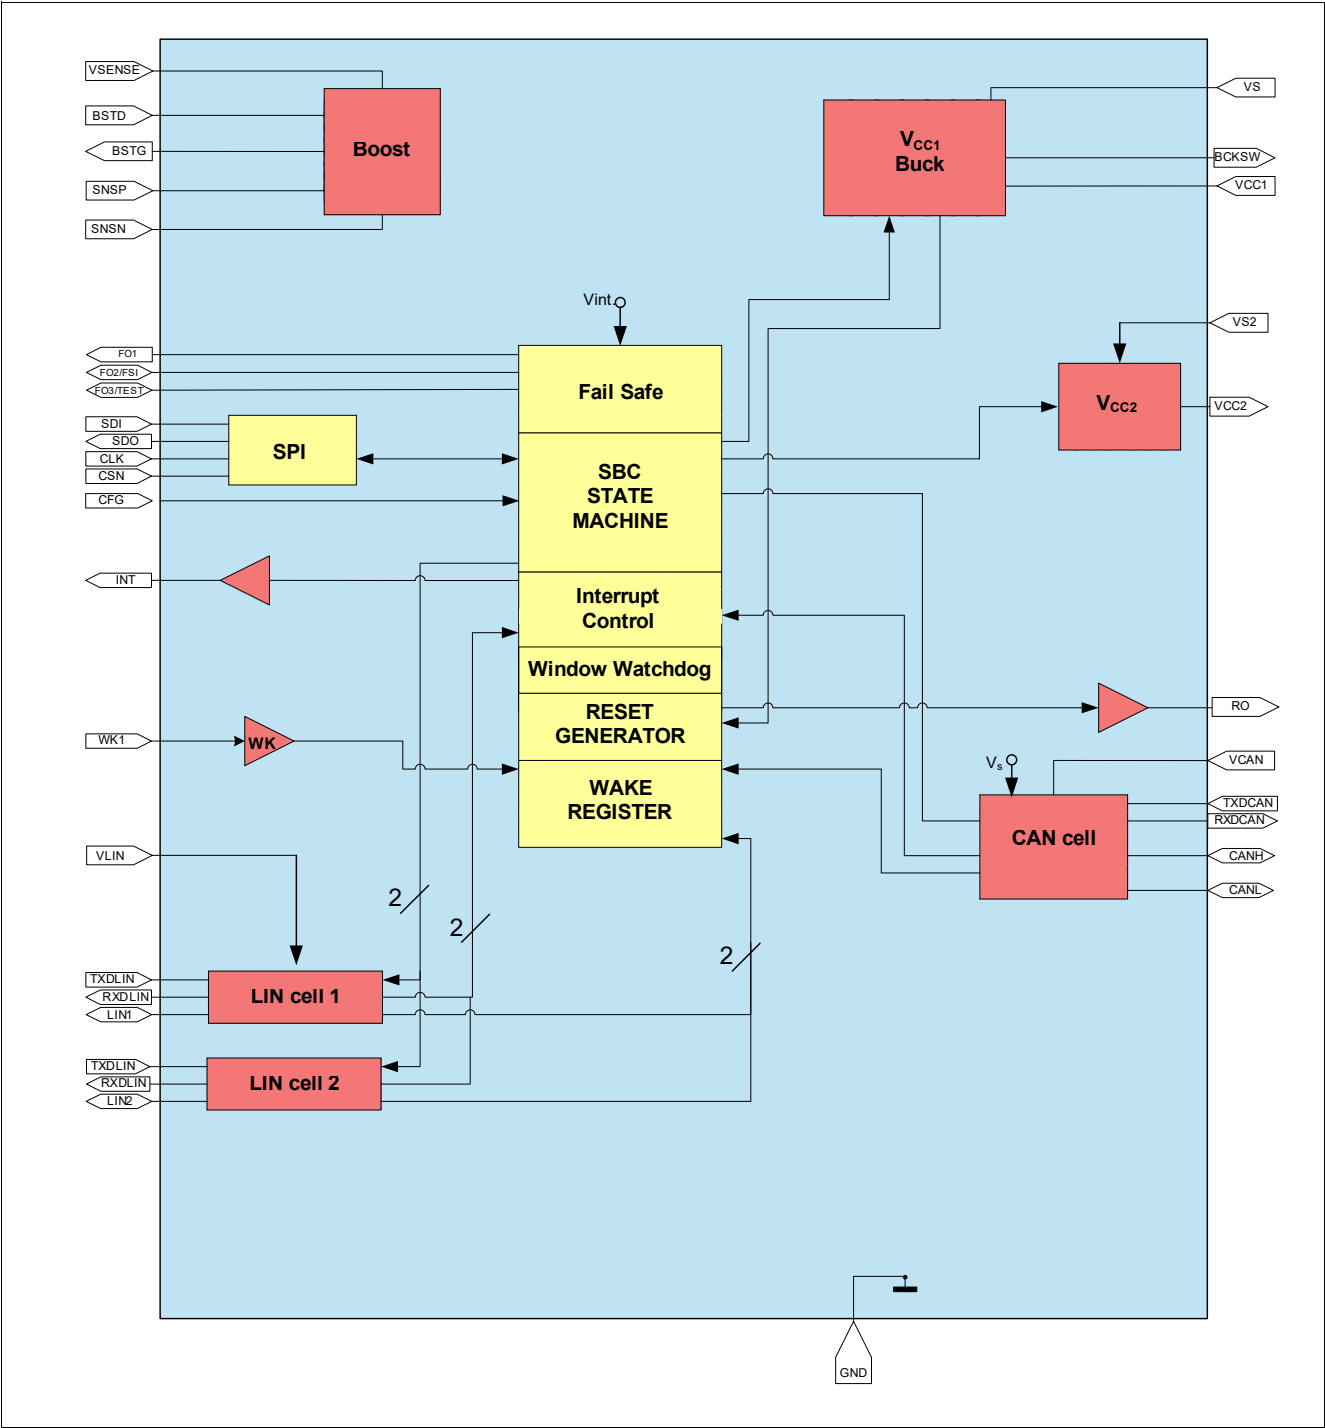 VSENSE
BSTD
BSTG
SNSP
SNSN
Boost
VCC1
Buck
VS
BCKSW
VCC1
Vint.
VS2
VCC2
VCC2
FO1
FO2/FSI
FO3/TEST
Fail Safe
SDI
SDO
CLK
CSN
CFG
SPI
SBC
STATE
MACHINE
INT
Interrupt
Control
Window Watchdog
RESET
GENERATOR
RO
WK1
WK
WAKE
REGISTER
Vs
VCAN
TXDCAN
RXDCAN
CANH
CANL
CAN cell
VLIN
2
2
2
TXDLIN
RXDLIN
LIN1
LIN cell 1
TXDLIN
RXDLIN
LIN2
LIN cell 2
GND